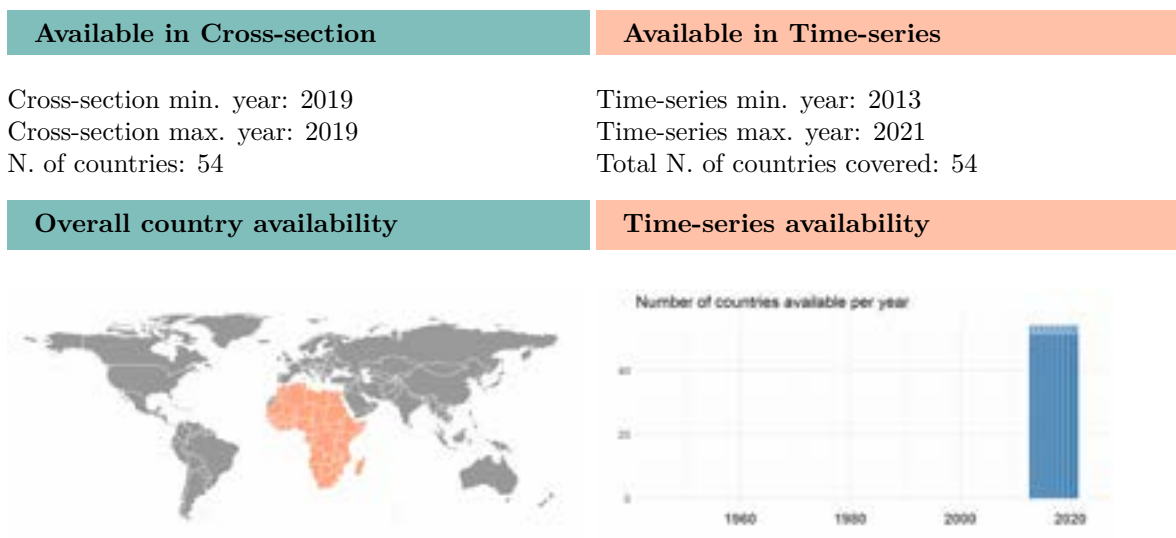 Available in Cross-section
Available in Time-series
Cross-section min. year: 2019
Cross-section max. year: 2019
N. of countries: 54
Time-series min. year: 2013
Time-series max. year: 2021
Total N. of countries covered: 54
Overall country availability
Time-series availability
Number of countries available per year
40
20
0
1960
1980
2000
2020